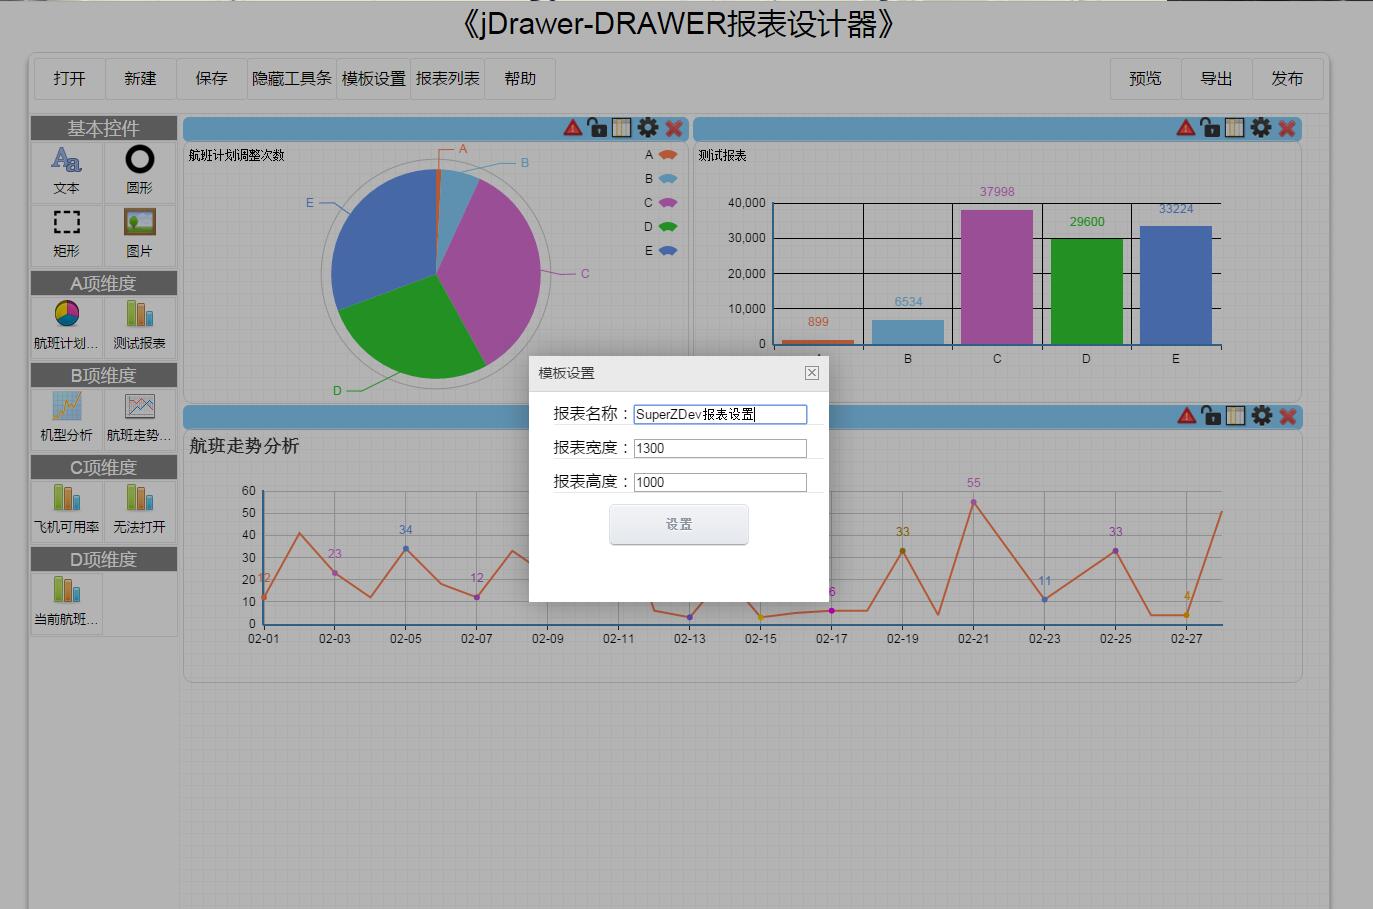 《jDrawer-DRAWER报表设计器》
打开 新建 保存 隐藏工具条 模板设置 报表列表 帮助 预览 导出 发布
基本控件
文本 圆形
矩形 图片
A项维度
航班计划... 测试报表
B项维度
机型分析 航班走势...
C项维度
飞机可用率 无法打开
D项维度
当前航班...
航班计划调整次数
A
B
C
D
E
A
B
C
D
E
测试报表
40,000
30,000
20,000
10,000
0
899
6534
37998
29600
33224
B C D E
模板设置
报表名称：SuperZDev报表设置
报表宽度：1300
报表高度：1000
设置
航班走势分析
60
50
40
30
20
10
0
12 23 34 12 6 33 55 11 33 4
02-01 02-03 02-05 02-07 02-09 02-11 02-13 02-15 02-17 02-19 02-21 02-23 02-25 02-27